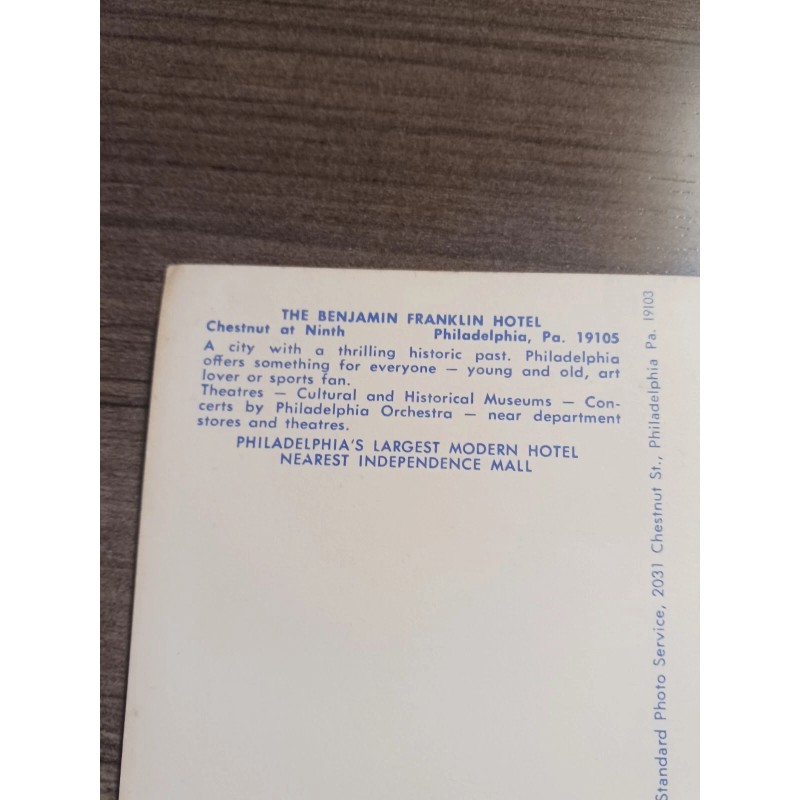 THE BENJAMIN FRANKLIN HOTEL
Chestnut at Ninth Philadelphia, Pa. 19105
A city with a thrilling historic past. Philadelphia
offers something for everyone — young and old, art
lover or sports fan.
Theatres — Cultural and Historical Museums — Con-
certs by Philadelphia Orchestra — near department
stores and theatres.
PHILADELPHIA'S LARGEST MODERN HOTEL
NEAREST INDEPENDENCE MALL
Standard Photo Service, 2031 Chestnut St., Philadelphia Pa. 19103